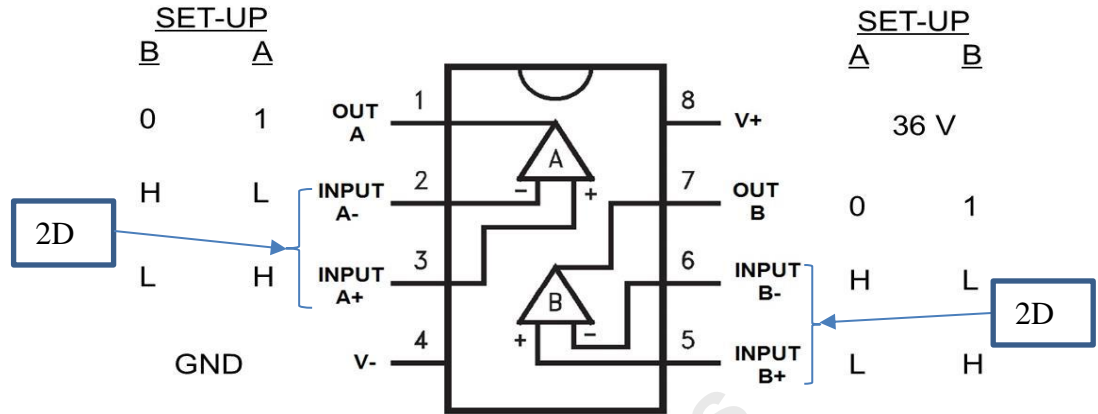 SET-UP
B A
0 1
H L
L H
GND
2D
OUT
A
INPUT
A-
INPUT
A+
V-
1
2
3
4
A
- +
B
+ -
8
7
6
5
V+
OUT
B
INPUT
B-
INPUT
B+
SET-UP
A B
36 V
0 1
H L
L H
2D